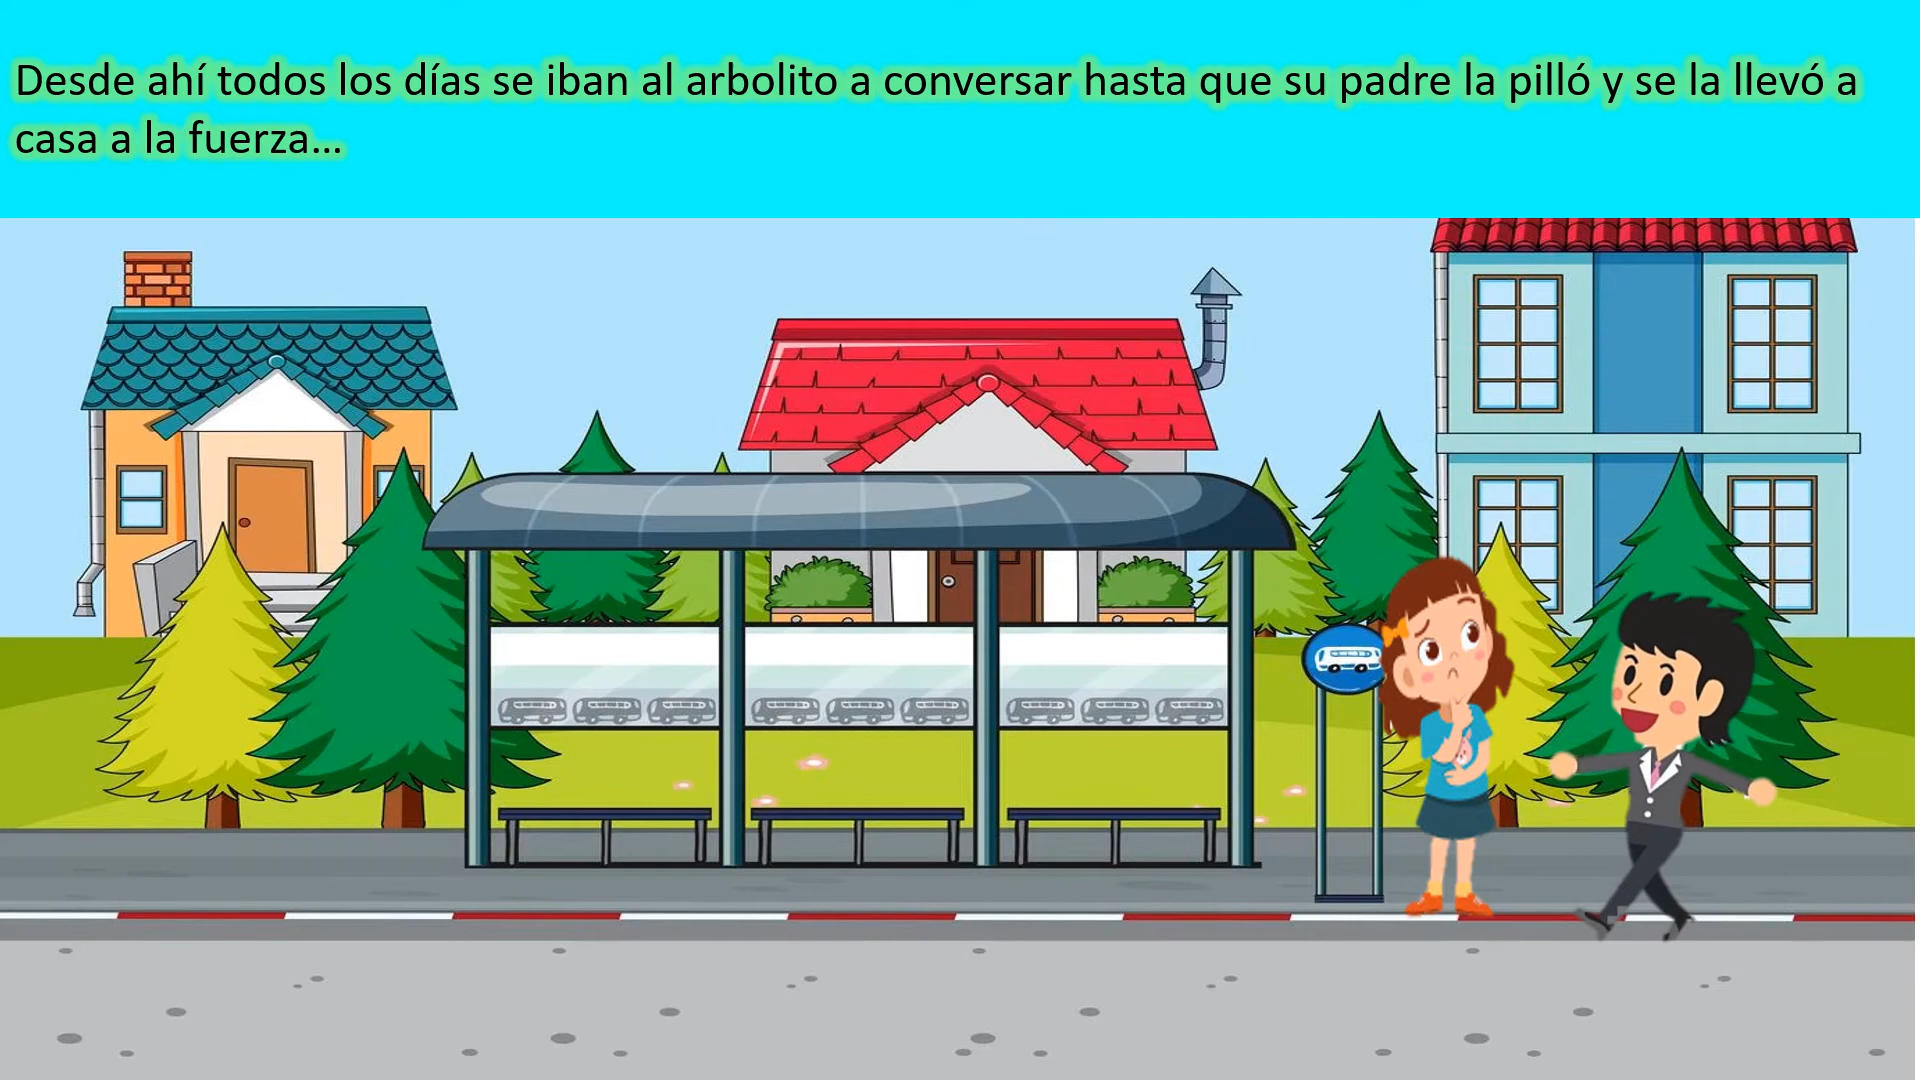 Desde ahí todos los días se iban al arbolito a conversar hasta que su padre la pilló y se la llevó a
casa a la fuerza…